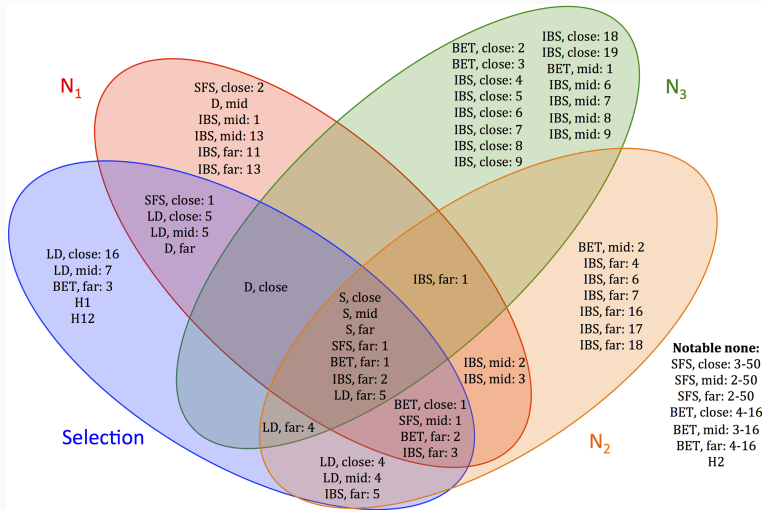 N1
SFS, close: 2
D, mid
IBS, mid: 1
IBS, mid: 13
IBS, far: 11
IBS, far: 13
BET, close: 2
BET, close: 3
IBS, close: 4
IBS, close: 5
IBS, close: 6
IBS, close: 7
IBS, close: 8
IBS, close: 9
IBS, close: 18
IBS, close: 19
BET, mid: 1
IBS, mid: 6
IBS, mid: 7
IBS, mid: 8
IBS, mid: 9
N3
SFS, close: 1
LD, close: 5
LD, mid: 5
D, far
LD, close: 16
LD, mid: 7
BET, far: 3
H1
H12
D, close
IBS, far: 1
S, close
S, mid
S, far
SFS, far: 1
BET, far: 1
IBS, far: 2
LD, far: 5
BET, mid: 2
IBS, far: 4
IBS, far: 6
IBS, far: 7
IBS, far: 16
IBS, far: 17
IBS, far: 18
IBS, mid: 2
IBS, mid: 3
BET, close: 1
SFS, mid: 1
BET, far: 2
IBS, far: 3
LD, far: 4
LD, close: 4
LD, mid: 4
IBS, far: 5
Selection
N2
Notable none:
SFS, close: 3-50
SFS, mid: 2-50
SFS, far: 2-50
BET, close: 4-16
BET, mid: 3-16
BET, far: 4-16
H2